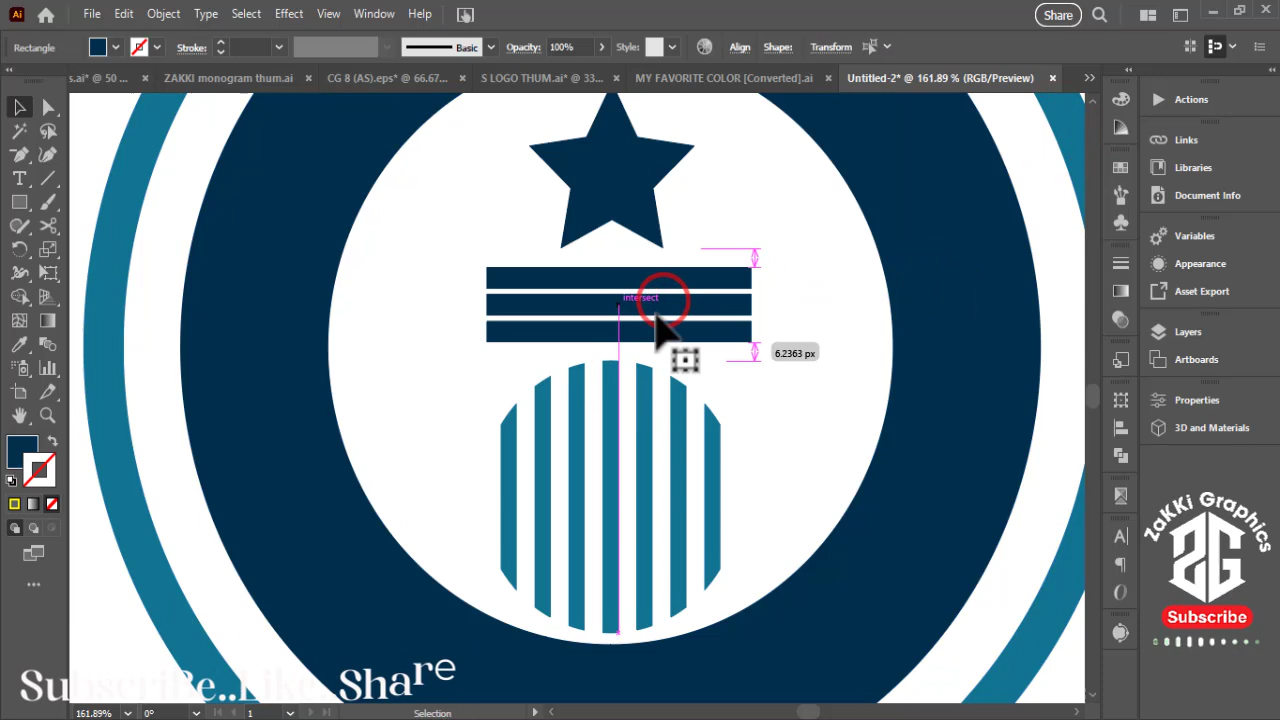 Ai File Edit Object Type Select Effect View Window Help Share
Rectangle Stroke: Basic Opacity: 100% Style: Align Shape: Transform
s.ai* @ 50 ... ZAKKI monogram thum.ai CG 8 (AS).eps* @ 66.67... S LOGO THUM.ai* @ 33... MY FAVORITE COLOR [Converted].ai Untitled-2* @ 161.89 % (RGB/Preview)
Actions
Links
Libraries
Document Info
Variables
Appearance
Asset Export
Layers
Artboards
Properties
3D and Materials
intersect
6.2363 px
ZaKKi Graphics
SG
Subscribe
SubscriBe..Like..Share
161.89% 0° 1 Selection